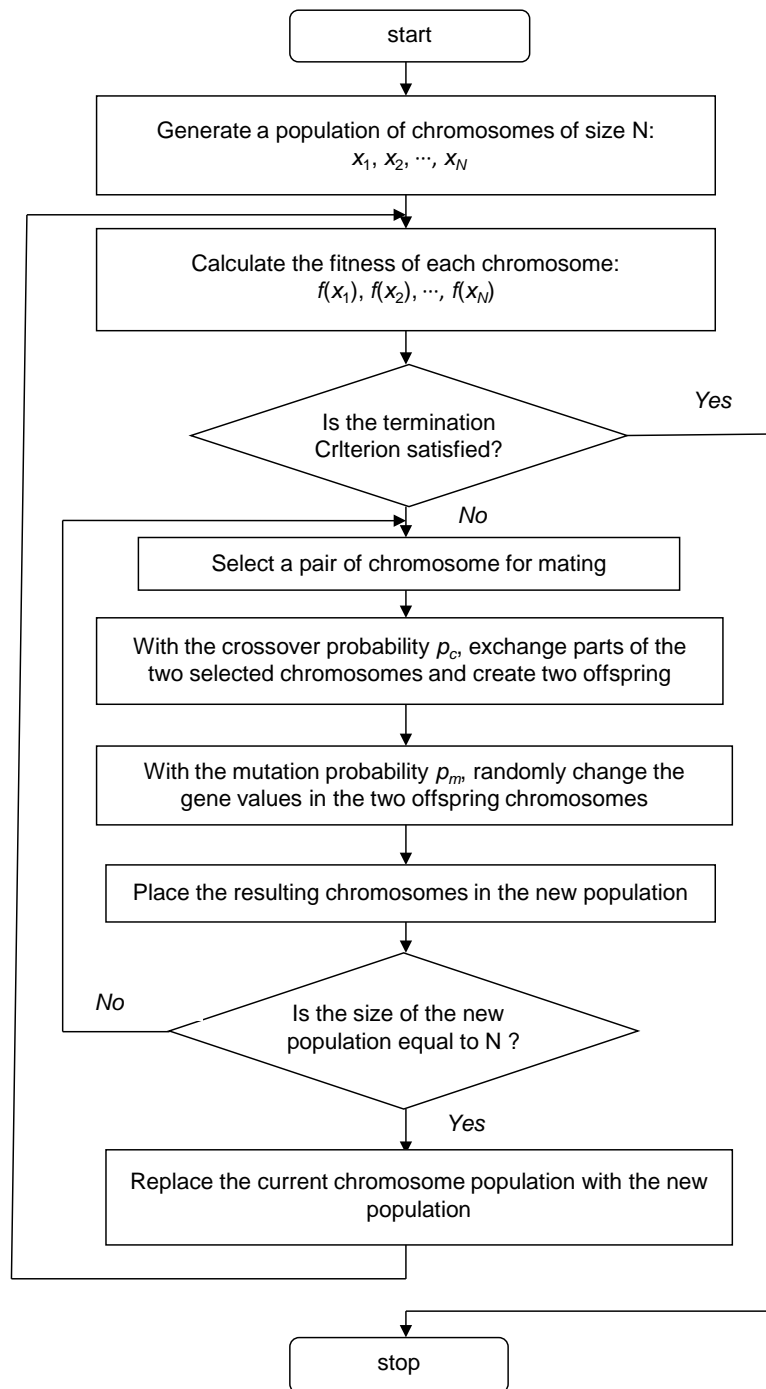 start
Generate a population of chromosomes of size N:
x₁, x₂, ···, x_N
Calculate the fitness of each chromosome:
f(x₁), f(x₂), ···, f(x_N)
Is the termination
CrIterion satisfied?
Yes
No
Select a pair of chromosome for mating
With the crossover probability p_c, exchange parts of the
two selected chromosomes and create two offspring
With the mutation probability p_m, randomly change the
gene values in the two offspring chromosomes
Place the resulting chromosomes in the new population
Is the size of the new
population equal to N ?
No
Yes
Replace the current chromosome population with the new
population
stop